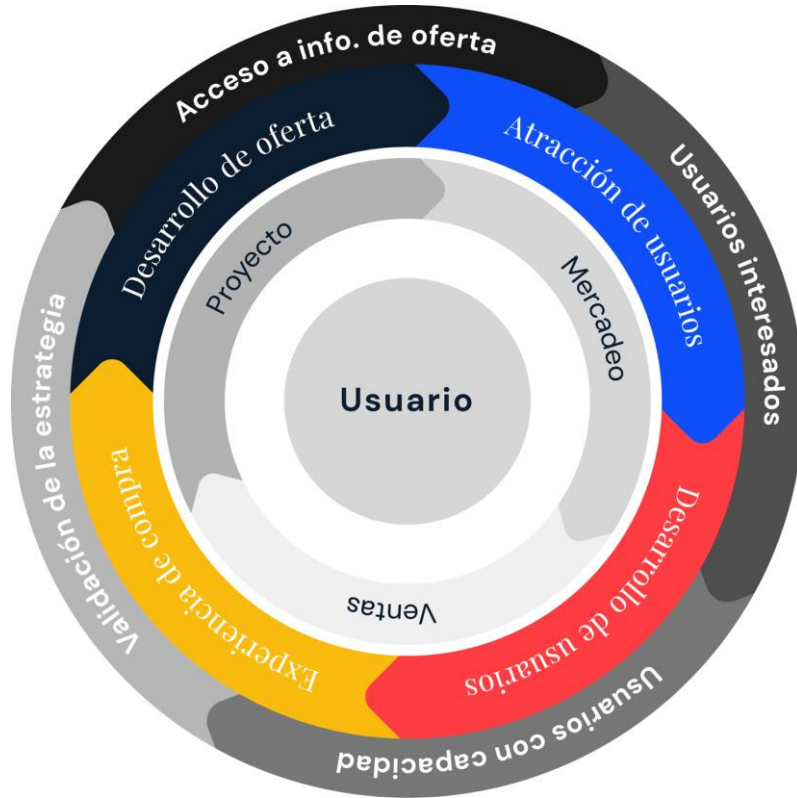 Acceso a info. de oferta
Usuarios interesados
Usuarios con capacidad
Validación de la estrategia
Desarrollo de oferta
Atracción de usuarios
Desarrollo de usuarios
Experiencia de compra
Proyecto
Mercadeo
Ventas
Usuario